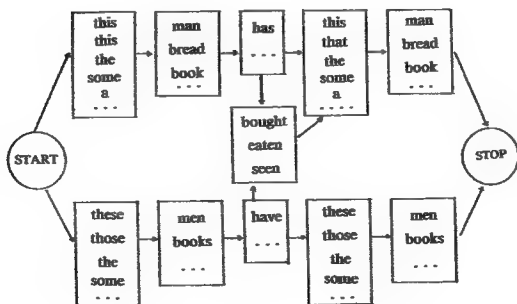 this
this
the
some
a
- - -
man
bread
book
- - -
has
- - -
this
that
the
some
a
- - -
man
bread
book
- - -
bought
eaten
seen
START
STOP
these
those
the
some
- - -
men
books
- - -
have
- - -
these
those
the
some
- - -
men
books
- - -